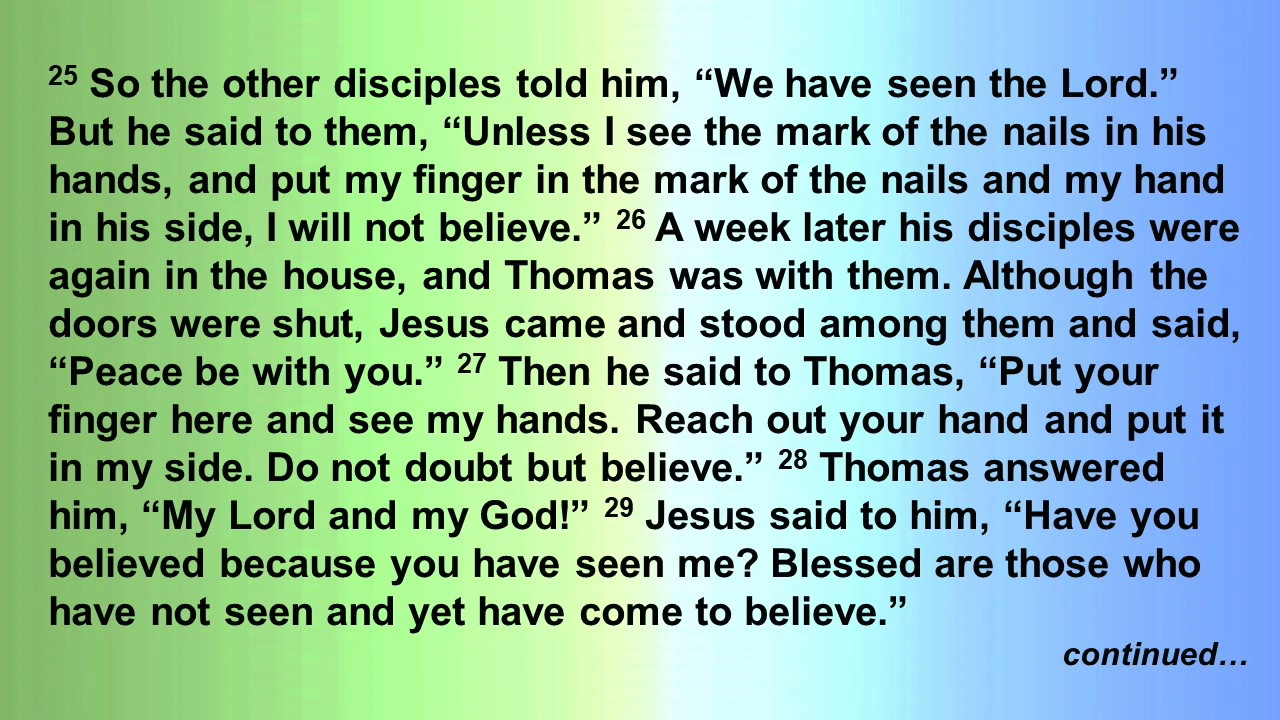 25 So the other disciples told him, “We have seen the Lord.”
But he said to them, “Unless I see the mark of the nails in his
hands, and put my finger in the mark of the nails and my hand
in his side, I will not believe.” 26 A week later his disciples were
again in the house, and Thomas was with them. Although the
doors were shut, Jesus came and stood among them and said,
“Peace be with you.” 27 Then he said to Thomas, “Put your
finger here and see my hands. Reach out your hand and put it
in my side. Do not doubt but believe.” 28 Thomas answered
him, “My Lord and my God!” 29 Jesus said to him, “Have you
believed because you have seen me? Blessed are those who
have not seen and yet have come to believe.”
continued…